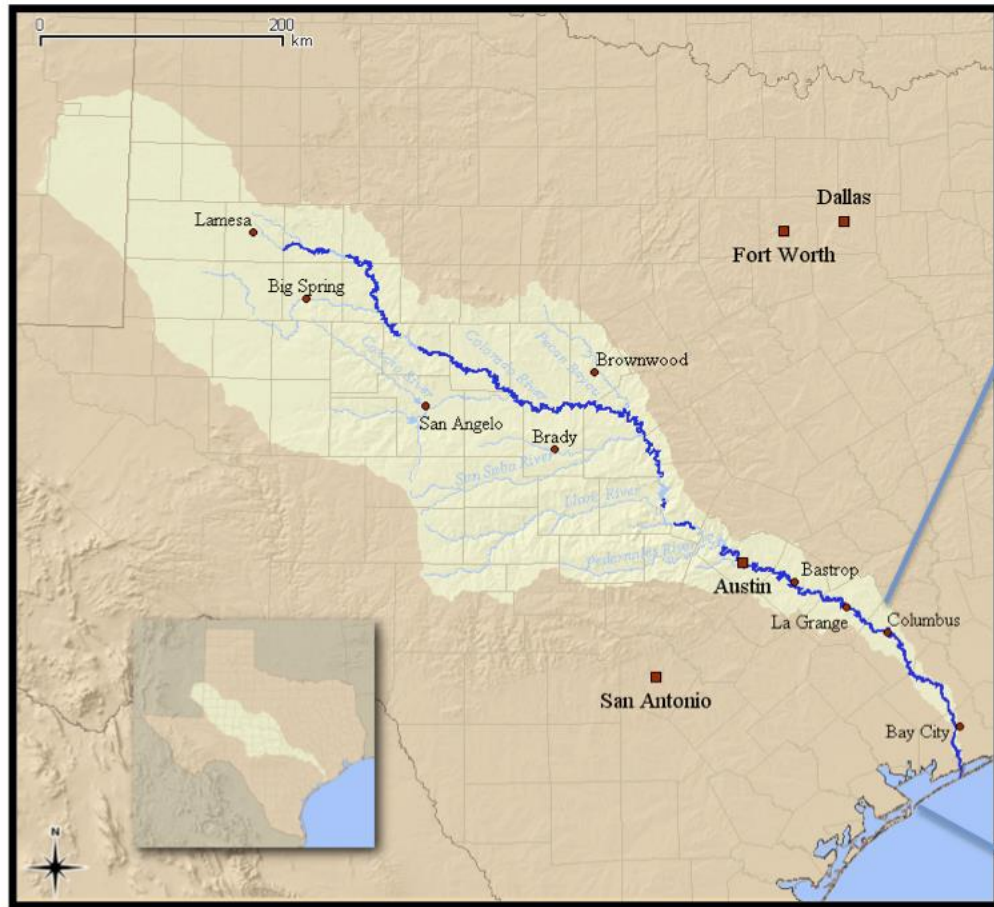 0 200
km
Dallas
Lamesa
Fort Worth
Big Spring
Colorado River
Pecan Bayou
Concho River
Brownwood
San Angelo
Brady
San Saba River
Llano River
Pedernales River
Bastrop
Austin
La Grange
Columbus
San Antonio
Bay City
N